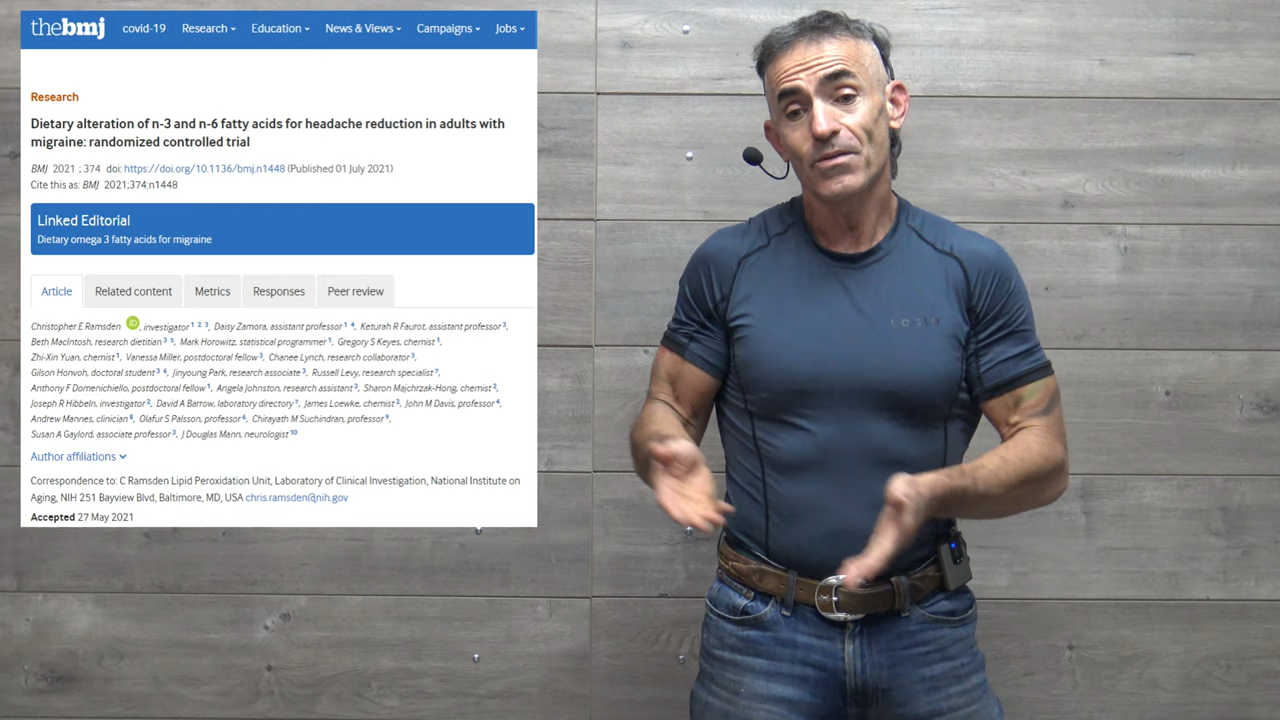 thebmj covid-19 Research Education News & Views Campaigns Jobs
Research
Dietary alteration of n-3 and n-6 fatty acids for headache reduction in adults with
migraine: randomized controlled trial
BMJ 2021 ; 374 doi: https://doi.org/10.1136/bmj.n1448 (Published 01 July 2021)
Cite this as: BMJ 2021;374:n1448
Linked Editorial
Dietary omega 3 fatty acids for migraine
Article Related content Metrics Responses Peer review
Christopher E Ramsden iD, investigator 1 2 3, Daisy Zamora, assistant professor 1 4, Keturah R Faurot, assistant professor 3,
Beth MacIntosh, research dietitian 3 5, Mark Horowitz, statistical programmer 1, Gregory S Keyes, chemist 1,
Zhi-Xin Yuan, chemist 1, Vanessa Miller, postdoctoral fellow 3, Chanee Lynch, research collaborator 3,
Gilson Honvoh, doctoral student 3 6, Jinyoung Park, research associate 3, Russell Levy, research specialist 7,
Anthony F Domenichiello, postdoctoral fellow 1, Angela Johnston, research assistant 3, Sharon Majchrzak-Hong, chemist 2,
Joseph R Hibbeln, investigator 2, David A Barrow, laboratory directory 7, James Loewke, chemist 2, John M Davis, professor 4,
Andrew Mannes, clinician 8, Olafur S Palsson, professor 6, Chirayath M Suchindran, professor 9,
Susan A Gaylord, associate professor 3, J Douglas Mann, neurologist 10
Author affiliations
Correspondence to: C Ramsden Lipid Peroxidation Unit, Laboratory of Clinical Investigation, National Institute on
Aging, NIH 251 Bayview Blvd, Baltimore, MD, USA chris.ramsden@nih.gov
Accepted 27 May 2021